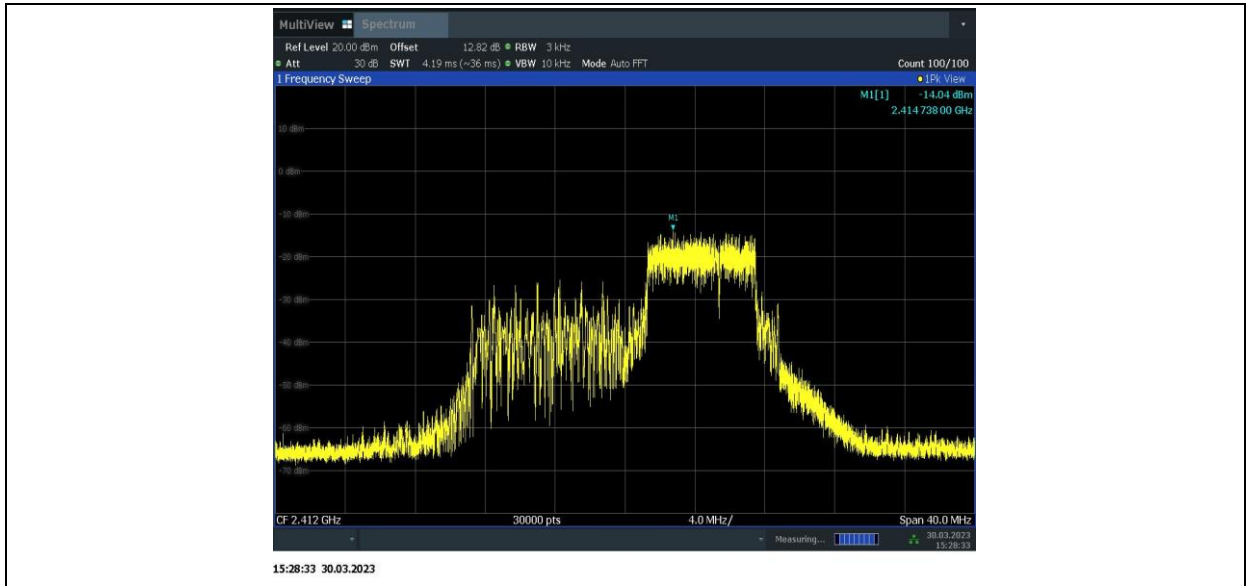 MultiView Spectrum
Ref Level 20.00 dBm Offset 12.82 dB RBW 3 kHz
Att 30 dB SWT 4.19 ms (~36 ms) VBW 10 kHz Mode Auto FFT Count 100/100
1 Frequency Sweep 1Pk View
M1[1] -14.04 dBm
2.414 738 00 GHz
10 dBm
0 dBm
-10 dBm
M1
-20 dBm
-30 dBm
-40 dBm
-50 dBm
-60 dBm
-70 dBm
CF 2.412 GHz 30000 pts 4.0 MHz/ Span 40.0 MHz
Measuring... 30.03.2023
15:28:33
15:28:33 30.03.2023